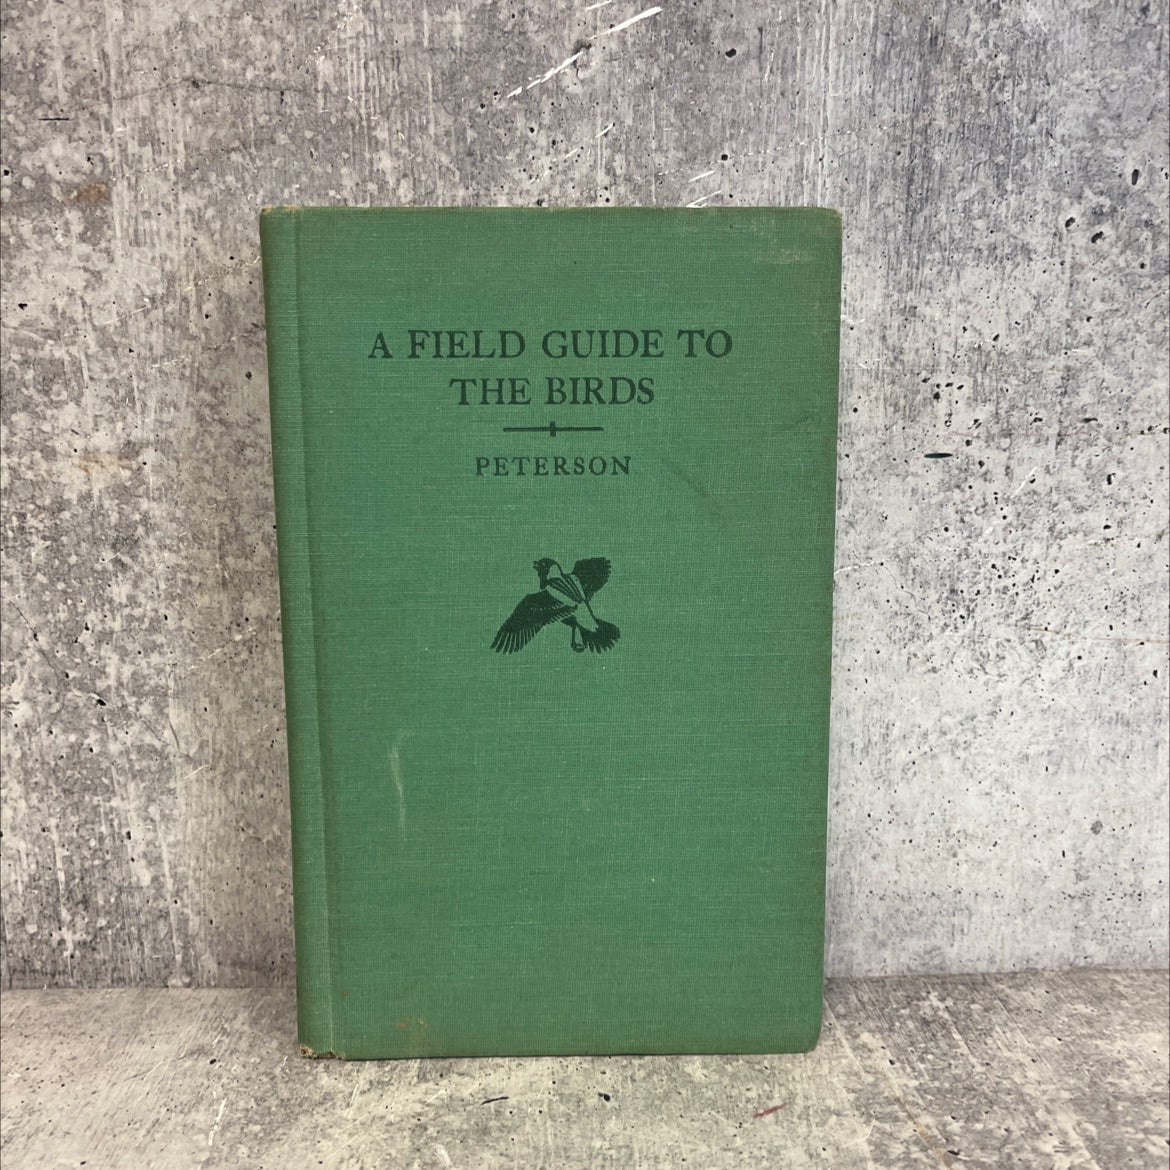 A FIELD GUIDE TO
THE BIRDS
PETERSON